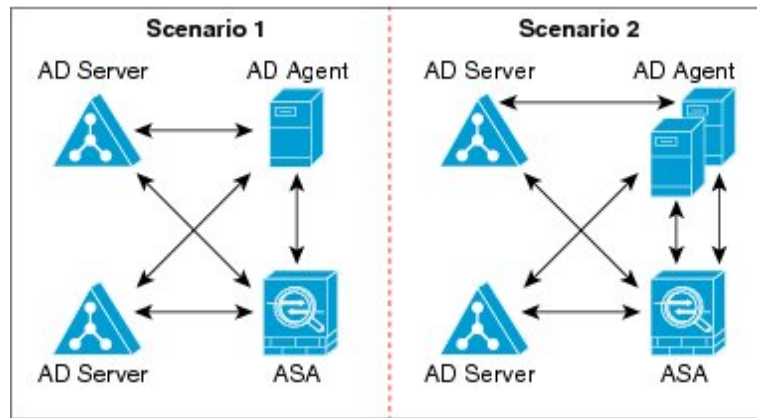 Scenario 1
AD Server
AD Agent
AD Server
ASA
Scenario 2
AD Server
AD Agent
AD Server
ASA